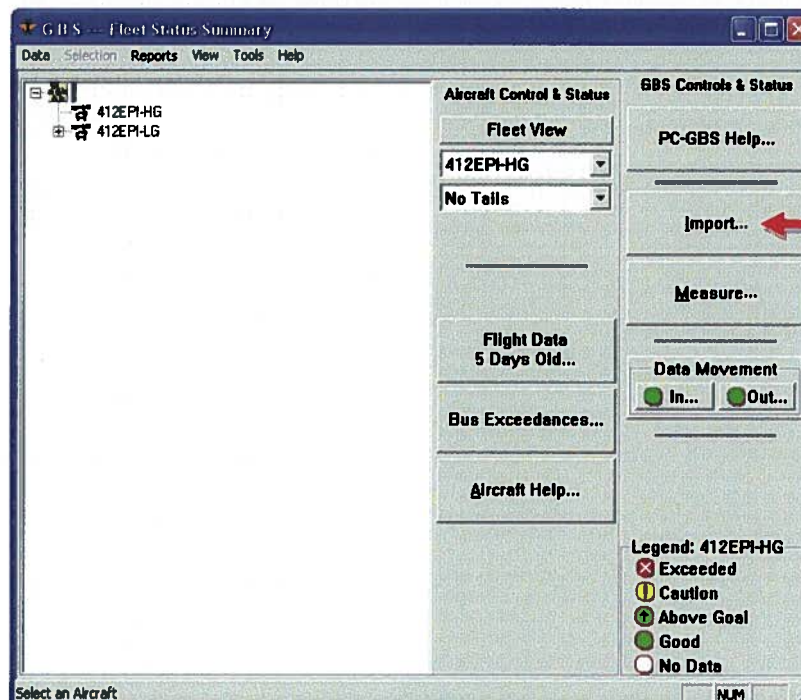 GBS -- Fleet Status Summary
Data Selection Reports View Tools Help
412EPI-HG
412EPI-LG
Aircraft Control & Status
Fleet View
412EPI-HG
No Tails
Flight Data
5 Days Old...
Bus Exceedances...
Aircraft Help...
GBS Controls & Status
PC-GBS Help...
Import...
Measure...
Data Movement
In... Out...
Legend: 412EPI-HG
Exceeded
Caution
Above Goal
Good
No Data
Select an Aircraft
NUM